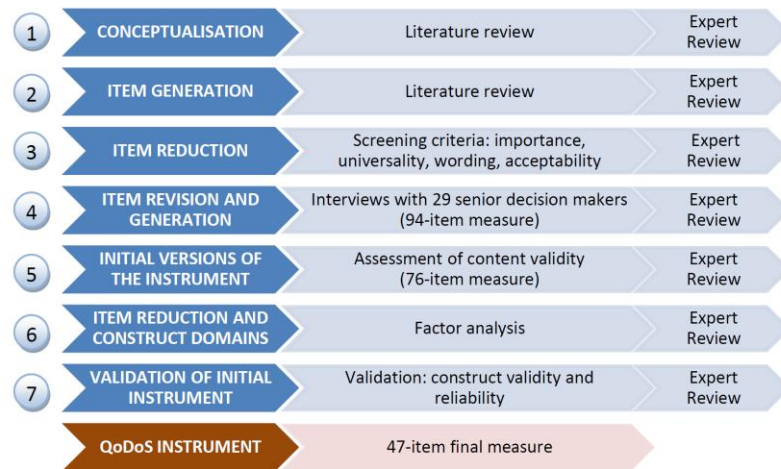 1
CONCEPTUALISATION
Literature review
Expert
Review
2
ITEM GENERATION
Literature review
Expert
Review
3
ITEM REDUCTION
Screening criteria: importance,
universality, wording, acceptability
Expert
Review
4
ITEM REVISION AND
GENERATION
Interviews with 29 senior decision makers
(94-item measure)
Expert
Review
5
INITIAL VERSIONS OF
THE INSTRUMENT
Assessment of content validity
(76-item measure)
Expert
Review
6
ITEM REDUCTION AND
CONSTRUCT DOMAINS
Factor analysis
Expert
Review
7
VALIDATION OF INITIAL
INSTRUMENT
Validation: construct validity and
reliability
Expert
Review
QoDoS INSTRUMENT
47-item final measure